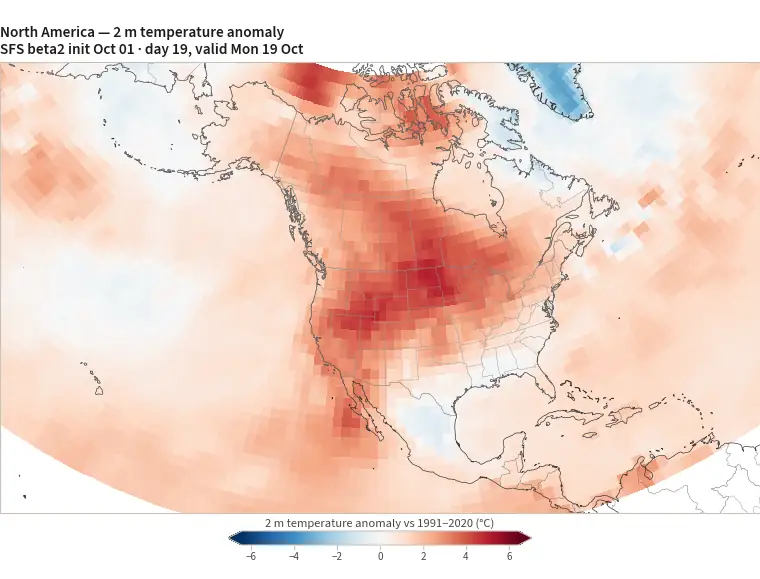 North America — 2 m temperature anomaly
SFS beta2 init Oct 01 · day 19, valid Mon 19 Oct
2 m temperature anomaly vs 1991–2020 (°C)
−6 −4 −2 0 2 4 6